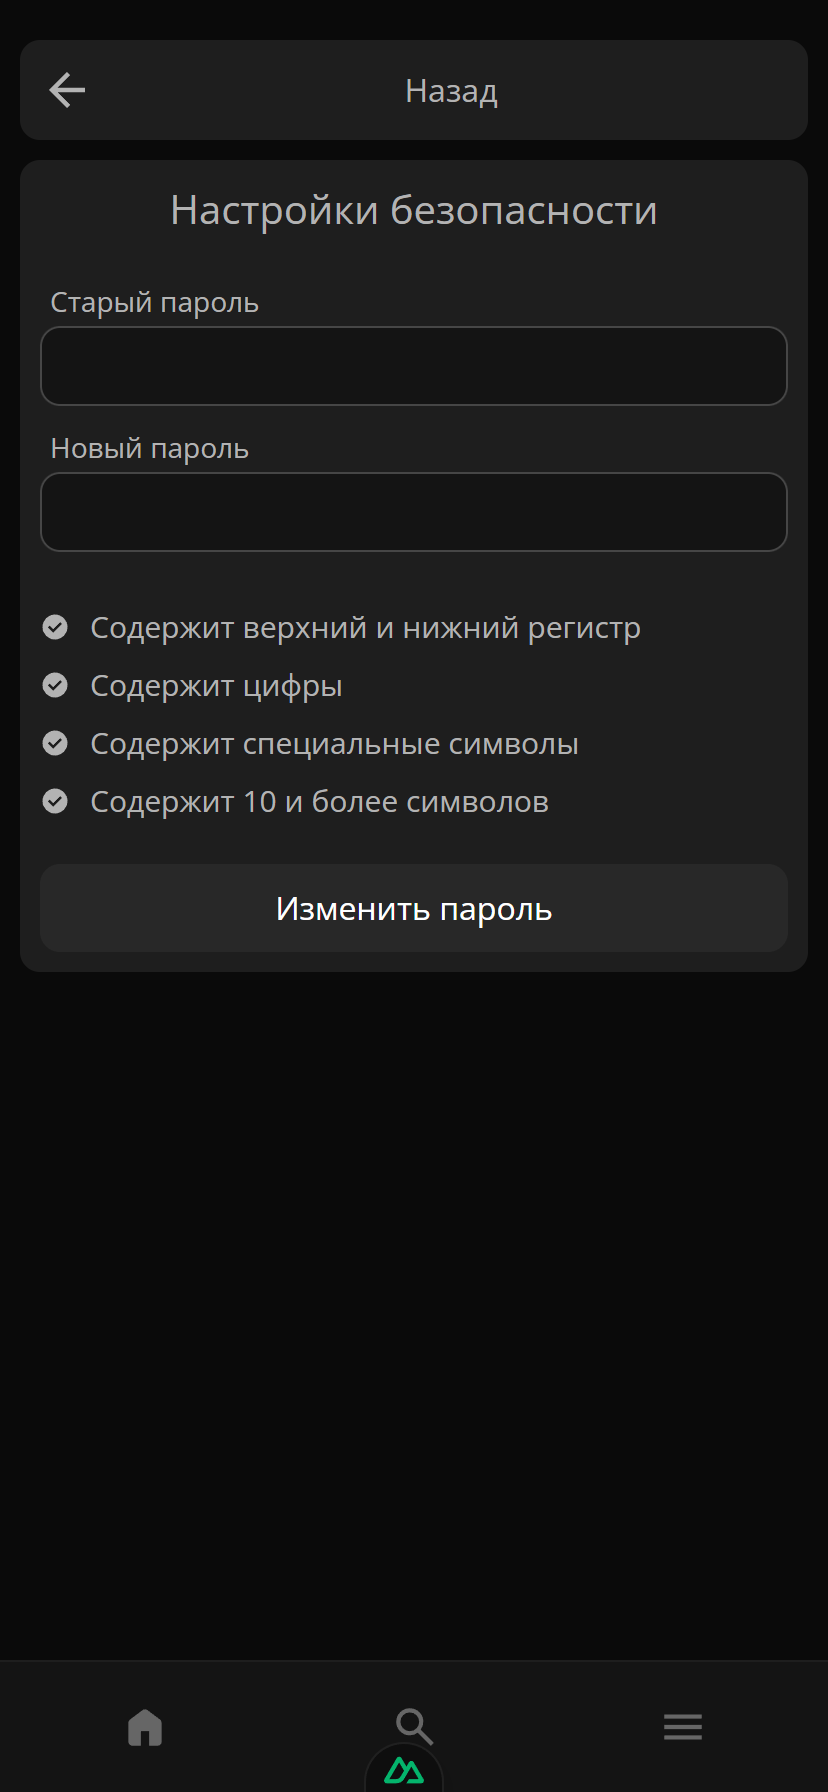 Назад
Настройки безопасности
Старый пароль
Новый пароль
Содержит верхний и нижний регистр
Содержит цифры
Содержит специальные символы
Содержит 10 и более символов
Изменить пароль